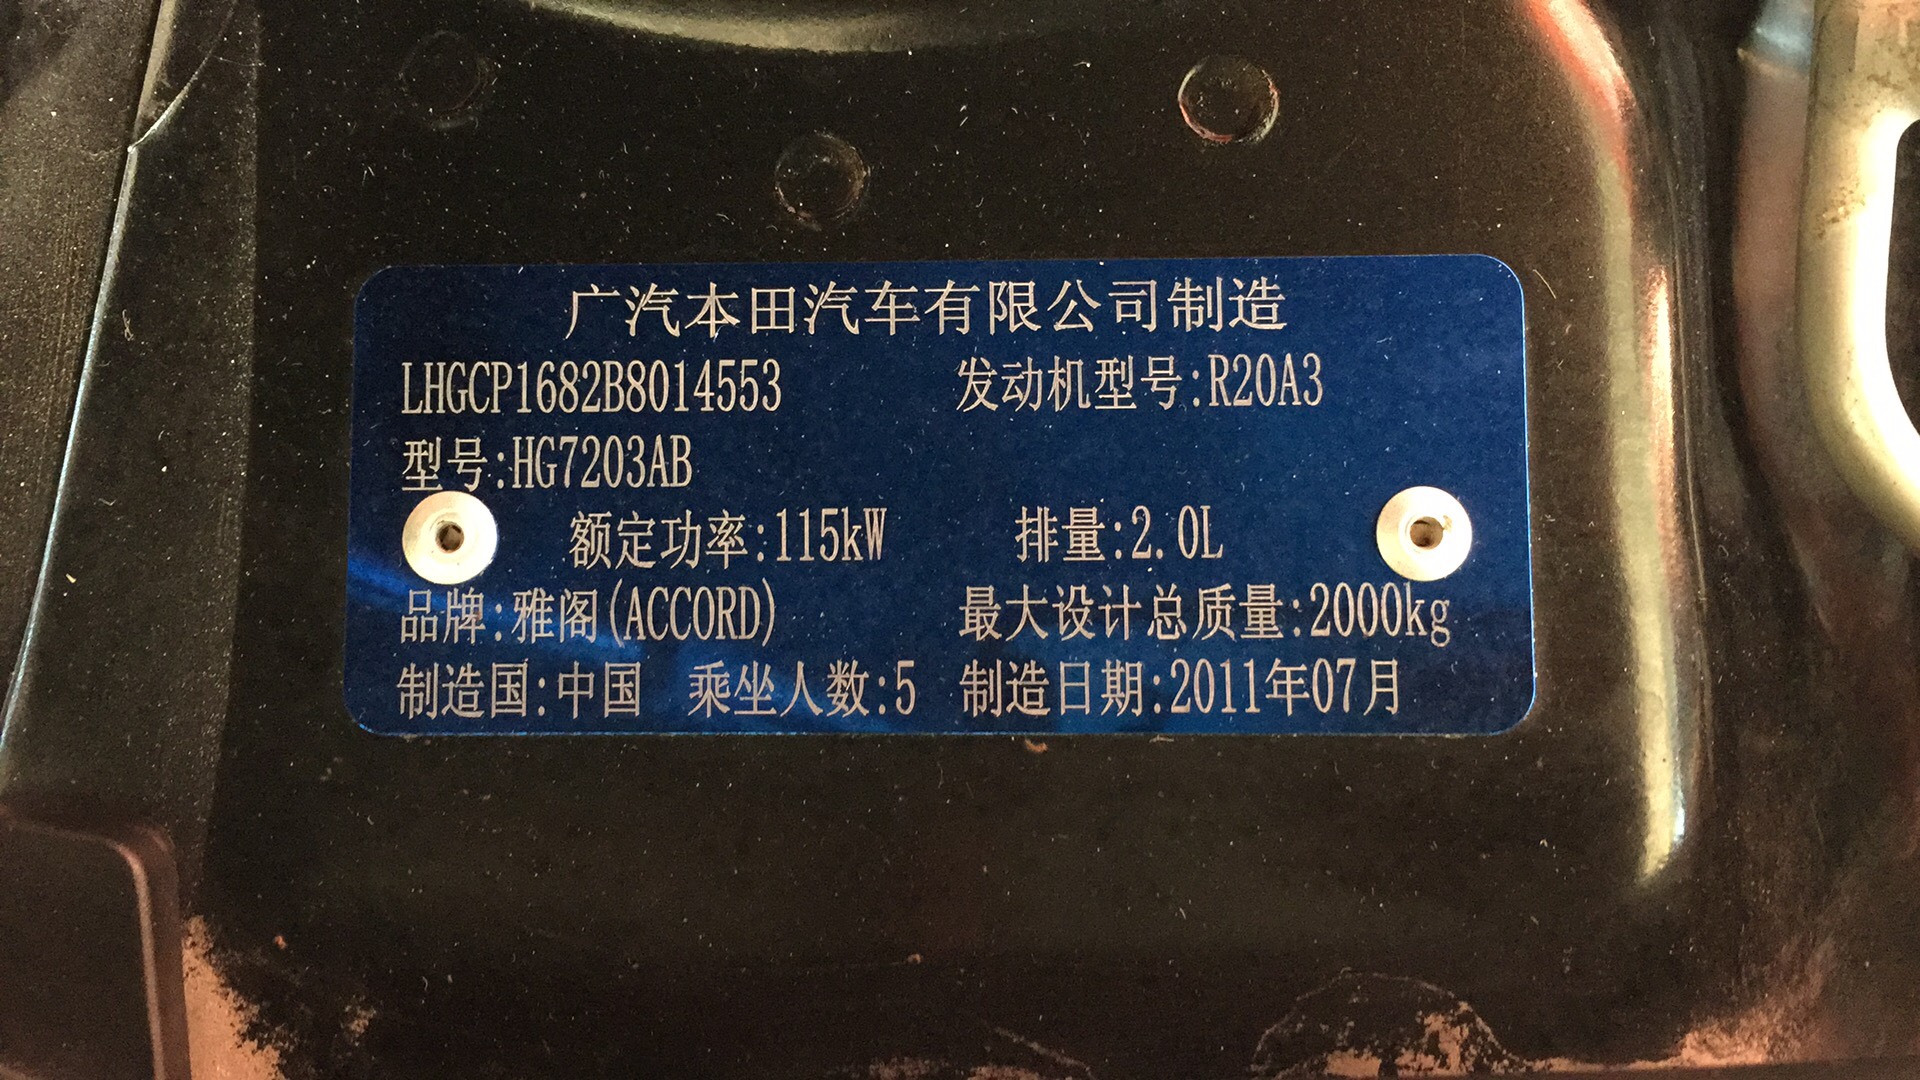 广汽本田汽车有限公司制造
LHGCP1682B8014553 发动机型号:R20A3
型号:HG7203AB
额定功率:115kW 排量:2.0L
品牌:雅阁(ACCORD) 最大设计总质量:2000kg
制造国:中国 乘坐人数:5 制造日期:2011年07月